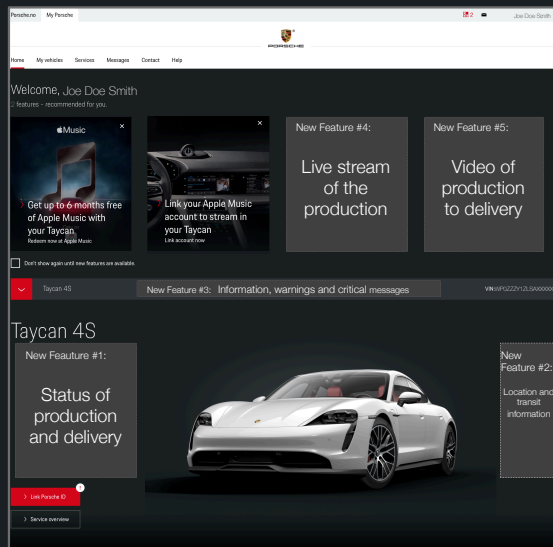 Porsche.no My Porsche 2 Joe Doe Smith
PORSCHE
Home My vehicles Services Messages Contact Help
Welcome, Joe Doe Smith
2 features - recommended for you.
Music
Get up to 6 months free
of Apple Music with
your Taycan
Redeem now at Apple Music
Link your Apple Music
account to stream in
your Taycan
Link account now
New Feature #4:
Live stream
of the
production
New Feature #5:
Video of
production
to delivery
Don't show again until new features are available.
Taycan 4S New Feature #3: Information, warnings and critical messages
Taycan 4S
New Feauture #1:
Status of
production
and delivery
New
Feature #2:
Location and
transit
information
Link Porsche ID
Service overview